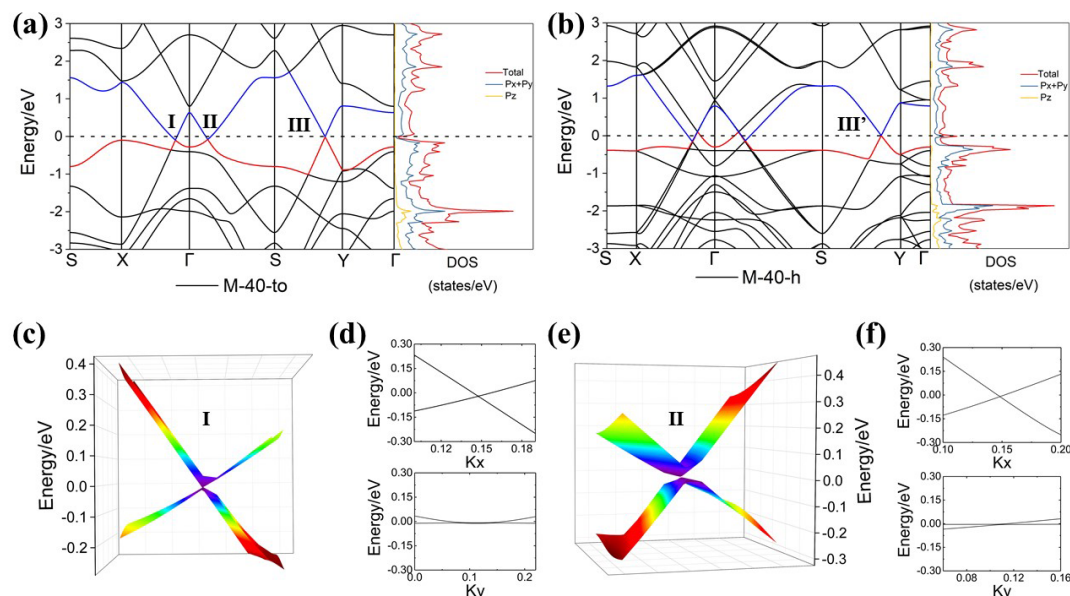 (a)
3
2
1
0
-1
-2
-3
Energy/eV
I
II
III
Total
Px+Py
Pz
S
X
Γ
S
Y
Γ
DOS
(states/eV)
M-40-to
(b)
3
2
1
0
-1
-2
-3
Energy/eV
III’
Total
Px+Py
Pz
S
X
Γ
S
Y
Γ
DOS
(states/eV)
M-40-h
(c)
0.4
0.3
0.2
0.1
0.0
-0.1
-0.2
Energy/eV
I
(d)
0.30
0.15
0.00
-0.15
-0.30
Energy/eV
0.12
0.15
0.18
Kx
0.30
0.15
0.00
-0.15
-0.30
Energy/eV
0.0
0.1
0.2
Ky
(e)
II
0.4
0.3
0.2
0.1
0.0
-0.1
-0.2
-0.3
Energy/eV
(f)
0.30
0.15
0.00
-0.15
-0.30
Energy/eV
0.10
0.15
0.20
Kx
0.30
0.15
0.00
-0.15
-0.30
Energy/eV
0.08
0.12
0.16
Ky